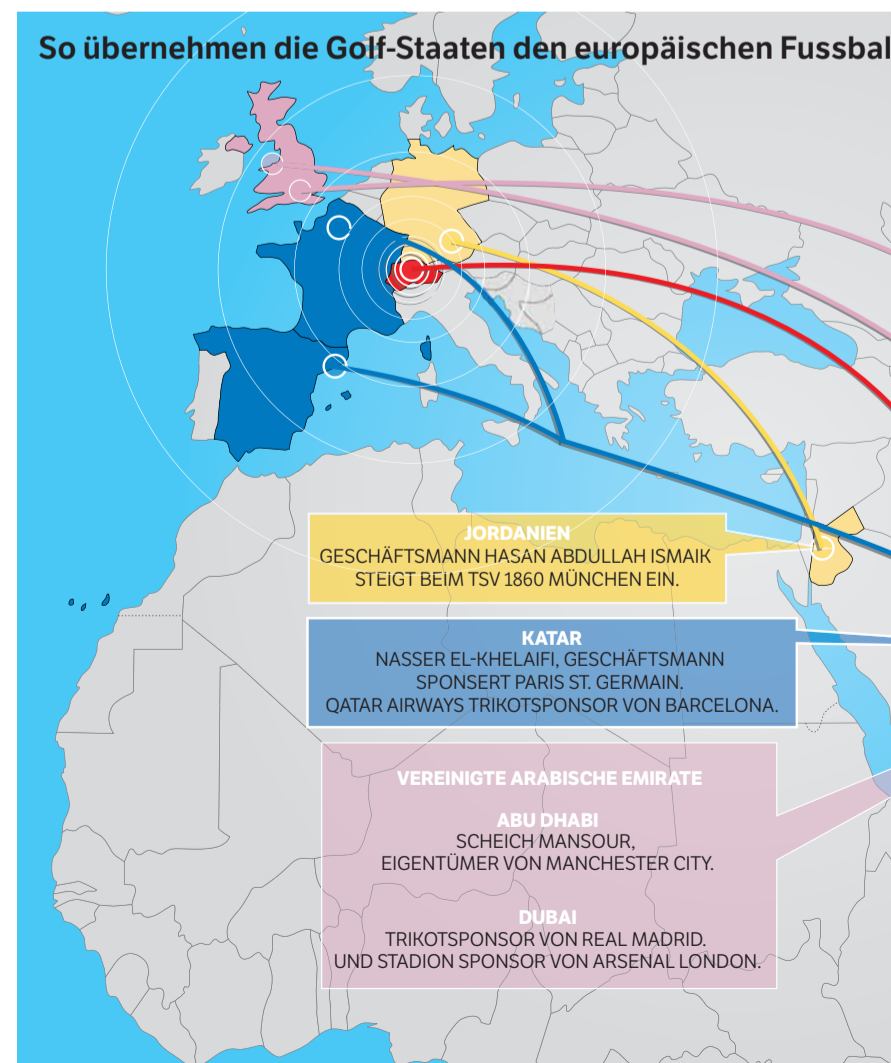 So übernehmen die Golf-Staaten den europäischen Fussbal
JORDANIEN
GESCHÄFTSMANN HASAN ABDULLAH ISMAIK
STEIGT BEIM TSV 1860 MÜNCHEN EIN.
KATAR
NASSER EL-KHELAIFI, GESCHÄFTSMANN
SPONSERT PARIS ST. GERMAIN.
QATAR AIRWAYS TRIKOTSPONSOR VON BARCELONA.
VEREINIGTE ARABISCHE EMIRATE
ABU DHABI
SCHEICH MANSOUR,
EIGENTÜMER VON MANCHESTER CITY.
DUBAI
TRIKOTSPONSOR VON REAL MADRID.
UND STADION SPONSOR VON ARSENAL LONDON.